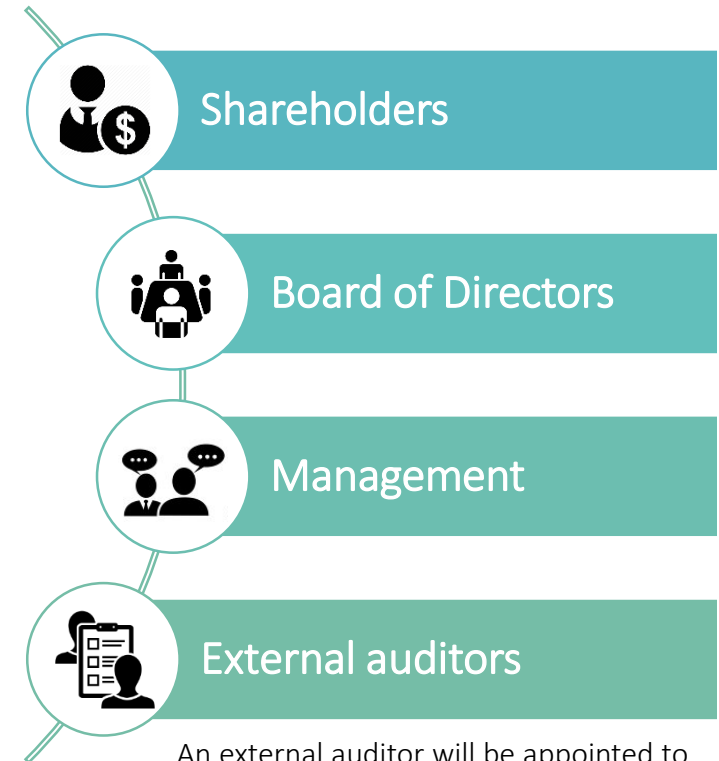 Shareholders
Board of Directors
Management
External auditors
An external auditor will be appointed to